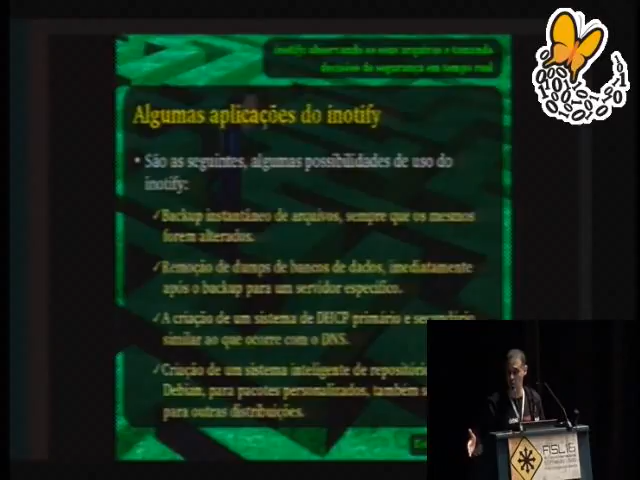 inotify: observando os seus arquivos e tomando
decisões de segurança em tempo real
Algumas aplicações do inotify
• São as seguintes, algumas possibilidades de uso do
inotify:
✓Backup instantâneo de arquivos, sempre que os mesmos
forem alterados.
✓Remoção de dumps de bancos de dados, imediatamente
após o backup para um servidor específico.
✓A criação de um sistema de DHCP primário e secundário
similar ao que ocorre com o DNS.
✓Criação de um sistema inteligente de
Debian, para pacotes personalizados, também
para outras distribuições.
FISL16